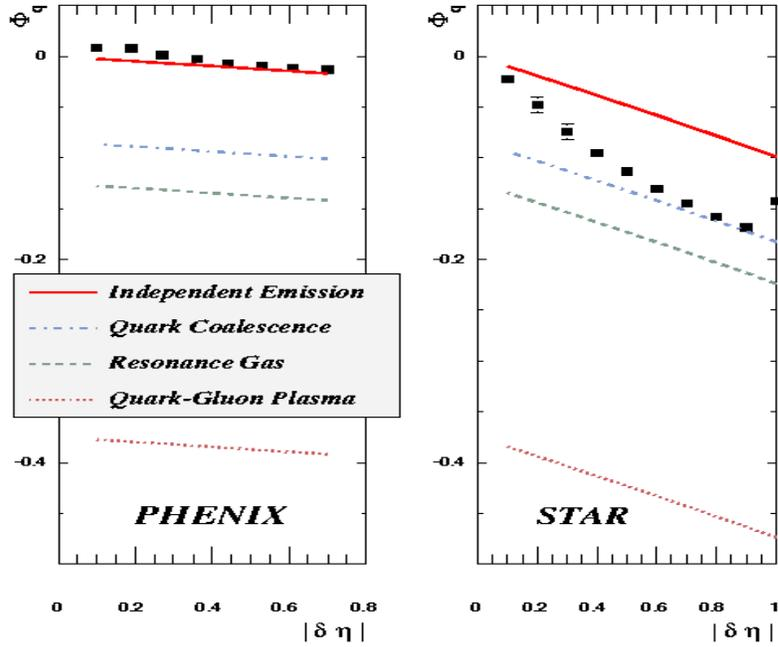 Φq
Φq
0
0
-0.2
-0.2
Independent Emission
Quark Coalescence
Resonance Gas
Quark-Gluon Plasma
-0.4
-0.4
PHENIX
STAR
0 0.2 0.4 0.6 0.8
0 0.2 0.4 0.6 0.8 1
|δ η|
|δ η|